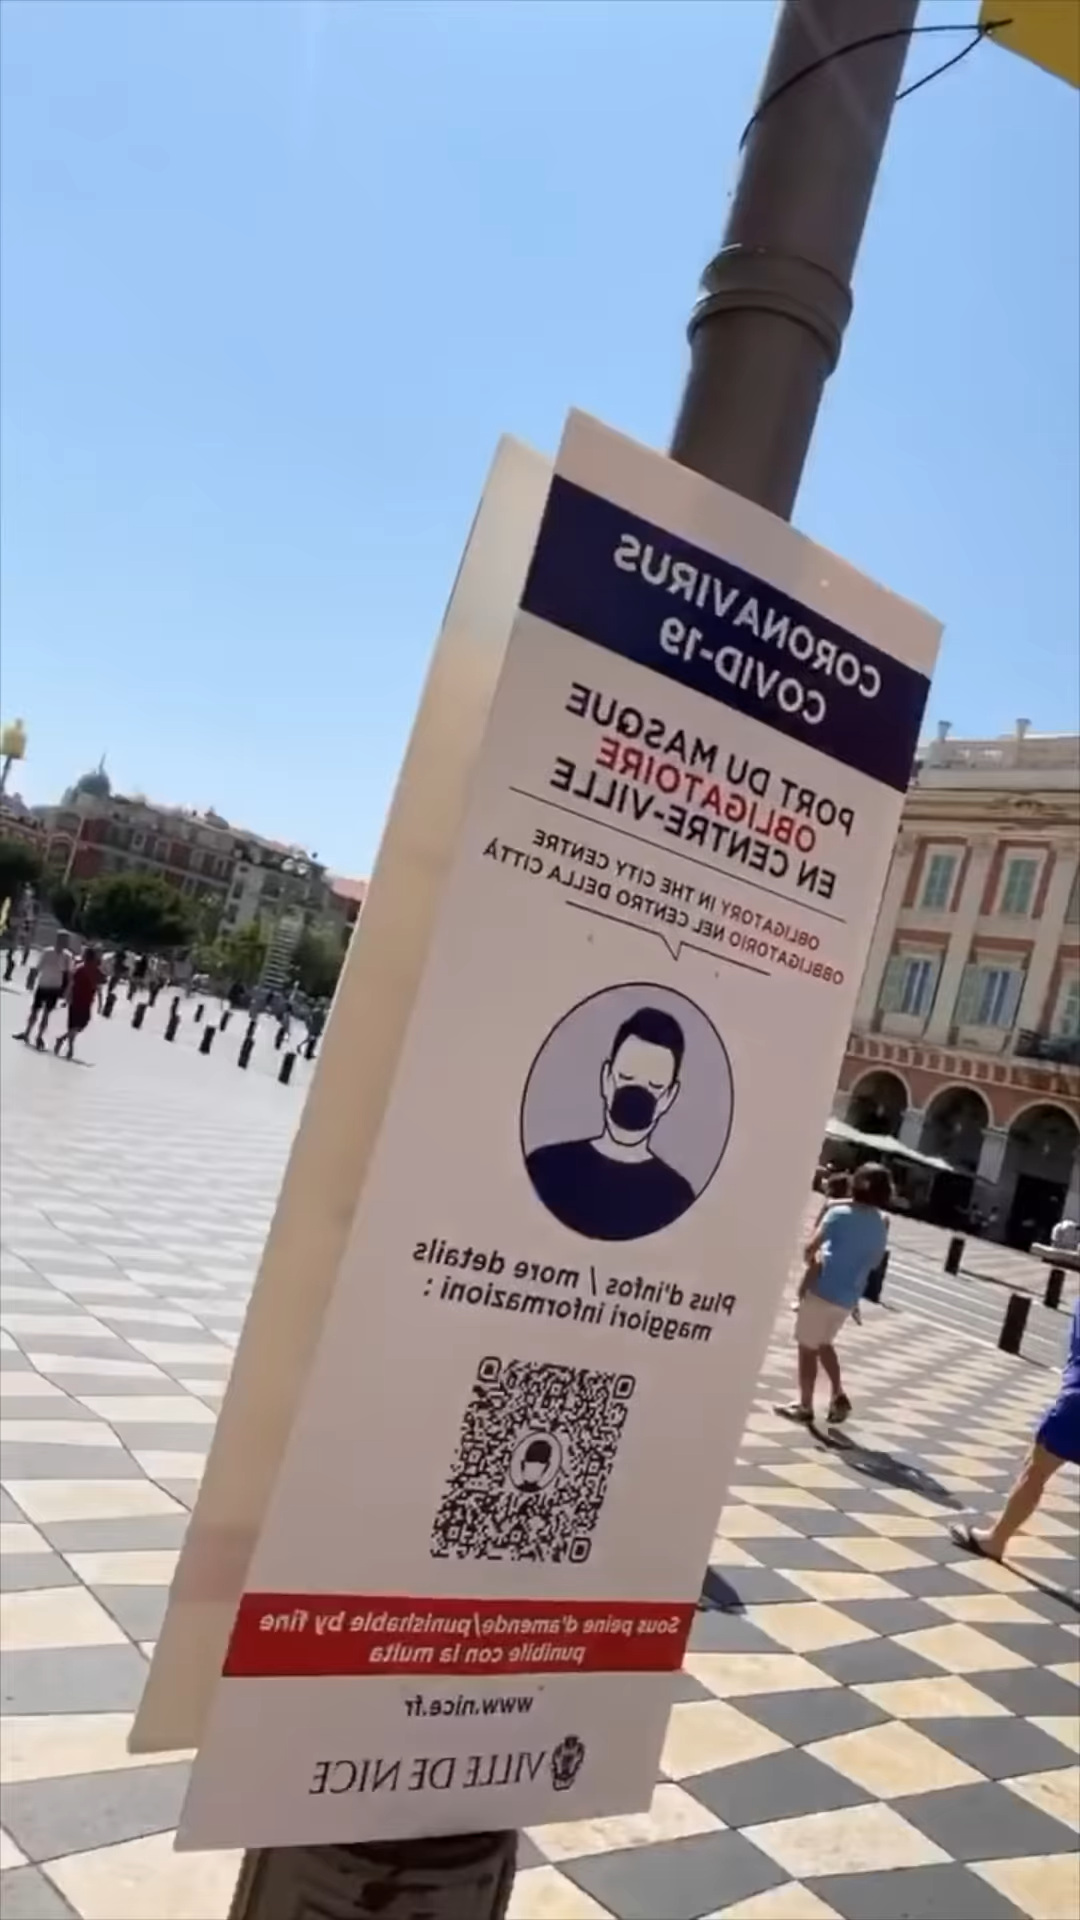 CORONAVIRUS
COVID-19
PORT DU MASQUE
OBLIGATOIRE
EN CENTRE-VILLE
OBLIGATORY IN THE CITY CENTRE
OBBLIGATORIO NEL CENTRO DELLA CITTÀ
Plus d'infos / more details
maggiori informazioni :
Sous peine d'amende/punishable by fine
punibile con la multa
www.nice.fr
VILLE DE NICE